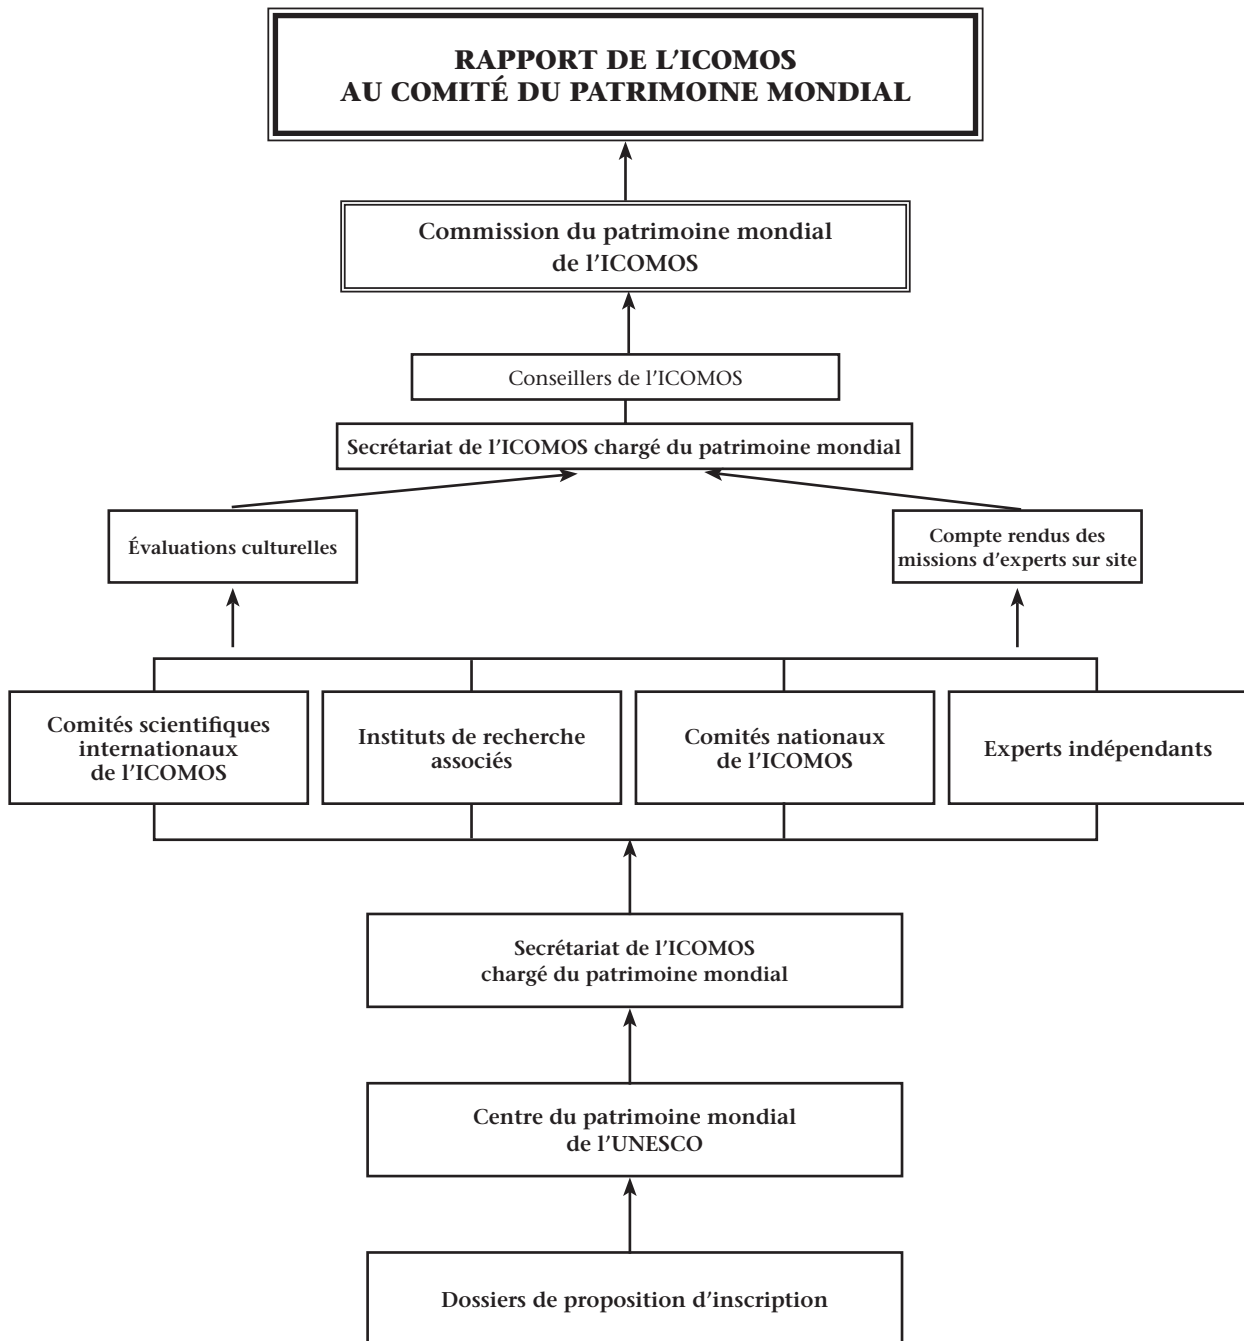 RAPPORT DE L'ICOMOS
AU COMITÉ DU PATRIMOINE MONDIAL
Commission du patrimoine mondial
de l'ICOMOS
Conseillers de l'ICOMOS
Secrétariat de l'ICOMOS chargé du patrimoine mondial
Évaluations culturelles
Compte rendus des
missions d'experts sur site
Comités scientifiques
internationaux
de l'ICOMOS
Instituts de recherche
associés
Comités nationaux
de l'ICOMOS
Experts indépendants
Secrétariat de l'ICOMOS
chargé du patrimoine mondial
Centre du patrimoine mondial
de l'UNESCO
Dossiers de proposition d'inscription